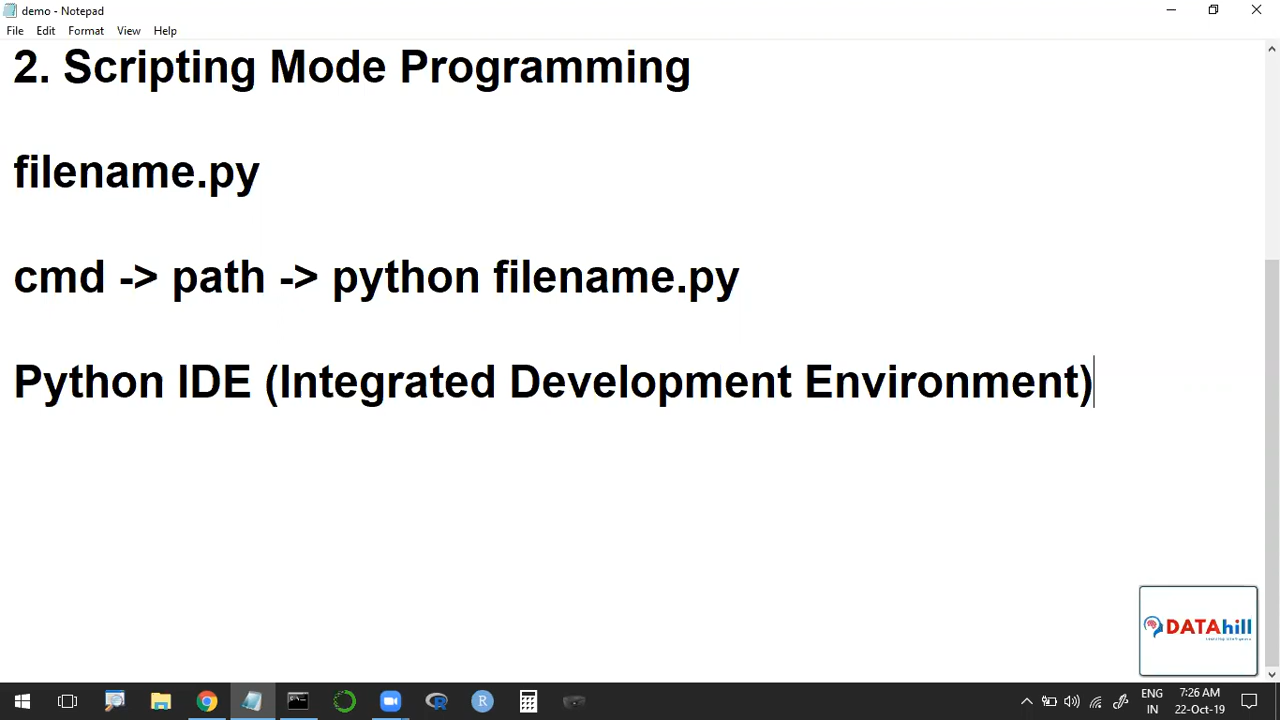 demo - Notepad
File Edit Format View Help
2. Scripting Mode Programming
filename.py
cmd -> path -> python filename.py
Python IDE (Integrated Development Environment)
DATAhill
ENG
IN
7:26 AM
22-Oct-19